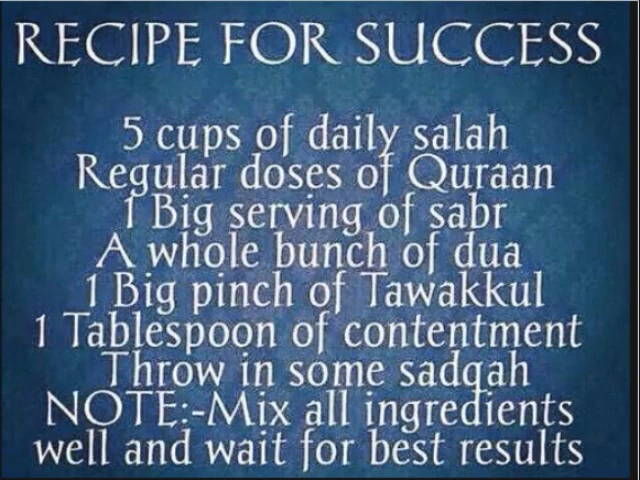 RECIPE FOR SUCCESS
5 cups of daily salah
Regular doses of Quraan
1 Big serving of sabr
A whole bunch of dua
1 Big pinch of Tawakkul
1 Tablespoon of contentment
Throw in some sadqah
NOTE:-Mix all ingredients
well and wait for best results